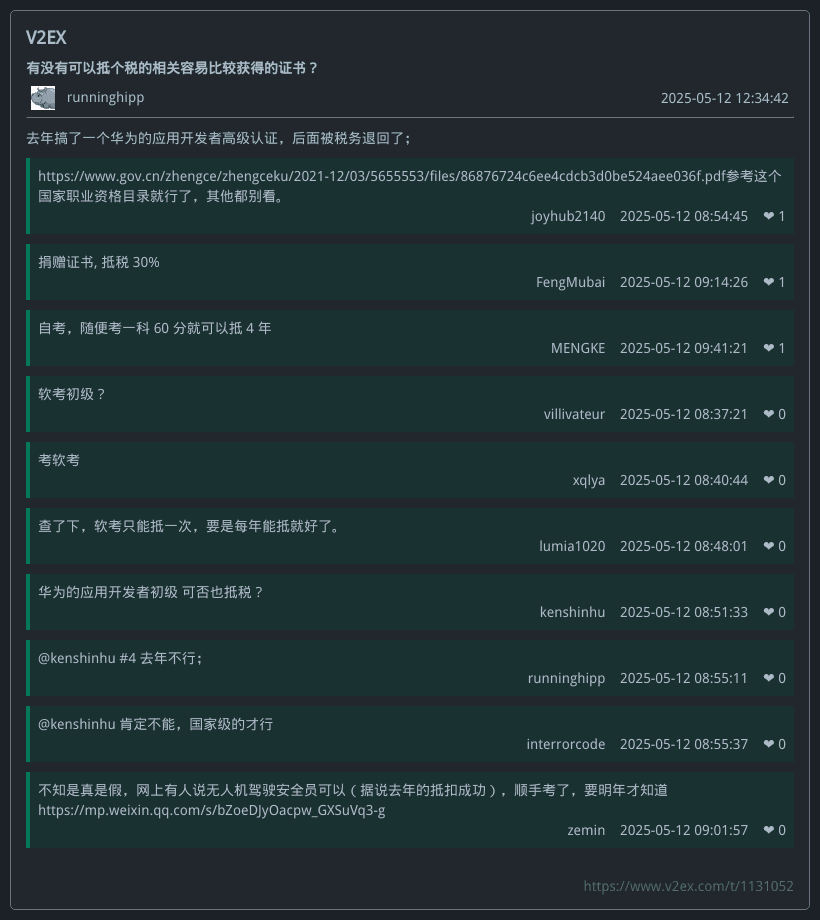 V2EX
有没有可以抵个税的相关容易比较获得的证书？
runninghipp 2025-05-12 12:34:42
去年搞了一个华为的应用开发者高级认证，后面被税务退回了；
https://www.gov.cn/zhengce/zhengceku/2021-12/03/5655553/files/86876724c6ee4cdcb3d0be524aee036f.pdf参考这个
国家职业资格目录就行了，其他都别看。
joyhub2140 2025-05-12 08:54:45 ❤ 1
捐赠证书, 抵税 30%
FengMubai 2025-05-12 09:14:26 ❤ 1
自考，随便考一科 60 分就可以抵 4 年
MENGKE 2025-05-12 09:41:21 ❤ 1
软考初级？
villivateur 2025-05-12 08:37:21 ❤ 0
考软考
xqlya 2025-05-12 08:40:44 ❤ 0
查了下，软考只能抵一次，要是每年能抵就好了。
lumia1020 2025-05-12 08:48:01 ❤ 0
华为的应用开发者初级 可否也抵税？
kenshinhu 2025-05-12 08:51:33 ❤ 0
@kenshinhu #4 去年不行；
runninghipp 2025-05-12 08:55:11 ❤ 0
@kenshinhu 肯定不能，国家级的才行
interrorcode 2025-05-12 08:55:37 ❤ 0
不知是真是假，网上有人说无人机驾驶安全员可以（据说去年的抵扣成功），顺手考了，要明年才知道
https://mp.weixin.qq.com/s/bZoeDJyOacpw_GXSuVq3-g
zemin 2025-05-12 09:01:57 ❤ 0
https://www.v2ex.com/t/1131052